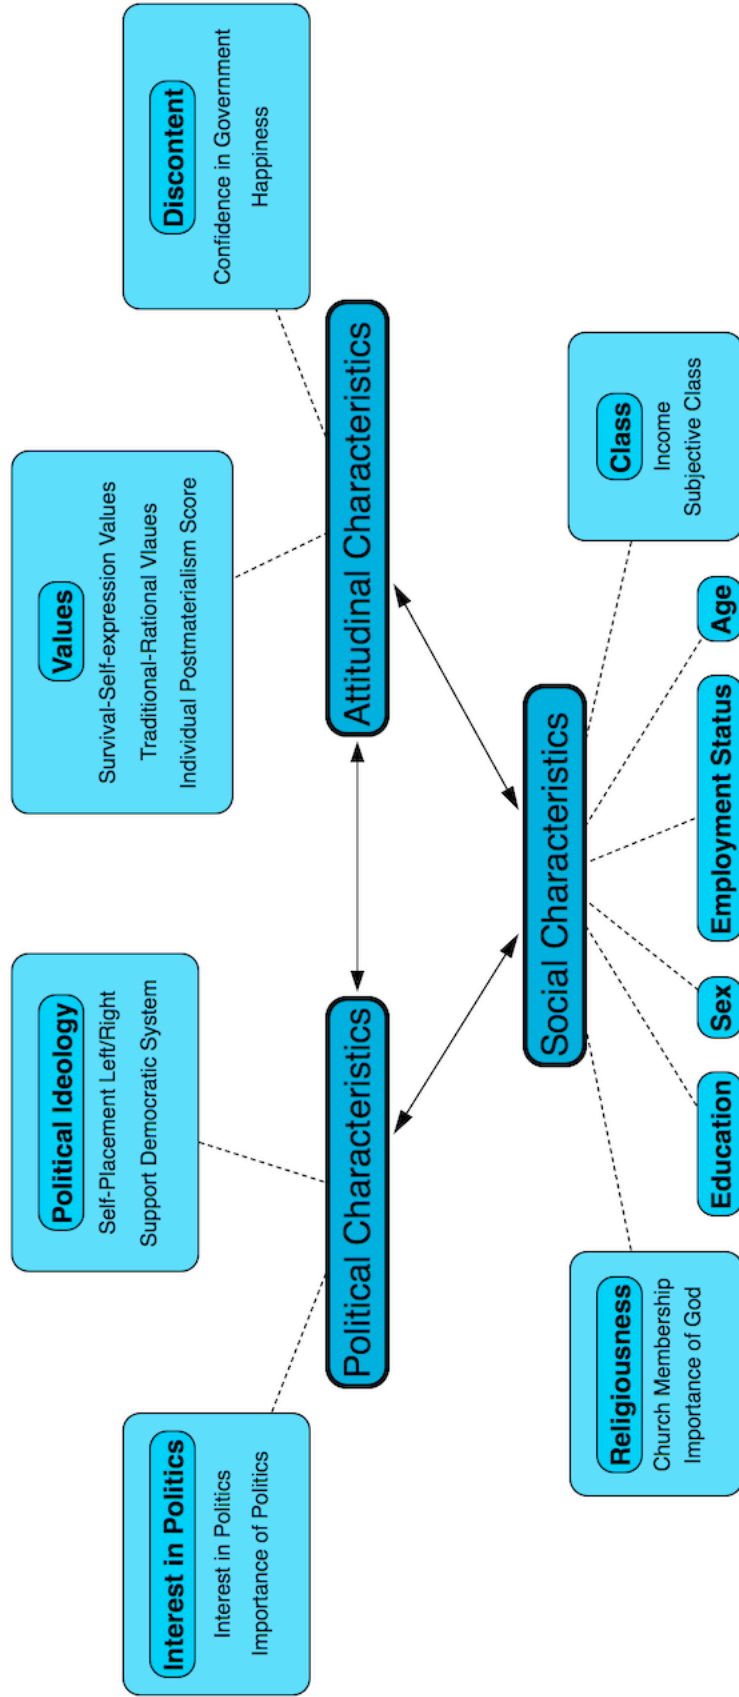 Interest in Politics
Interest in Politics
Importance of Politics
Political Ideology
Self-Placement Left/Right
Support Democratic System
Values
Survival-Self-expression Values
Traditional-Rational Vlaues
Individual Postmaterialism Score
Discontent
Confidence in Government
Happiness
Political Characteristics
Attitudinal Characteristics
Social Characteristics
Religiousness
Church Membership
Importance of God
Education
Sex
Employment Status
Age
Class
Income
Subjective Class